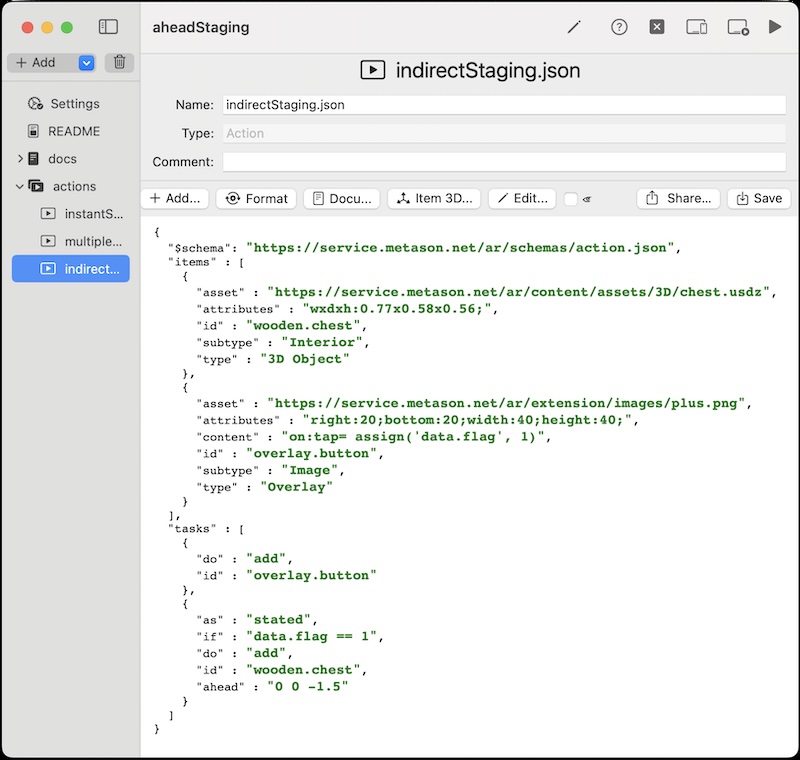 aheadStaging
Add
Settings
README
docs
actions
instantS...
multiple...
indirect...
indirectStaging.json
Name: indirectStaging.json
Type: Action
Comment:
Add... Format Docu... Item 3D... Edit... Share... Save
{
"$schema": "https://service.metason.net/ar/schemas/action.json",
"items" : [
{
"asset" : "https://service.metason.net/ar/content/assets/3D/chest.usdz",
"attributes" : "wxdxh:0.77x0.58x0.56;",
"id" : "wooden.chest",
"subtype" : "Interior",
"type" : "3D Object"
},
{
"asset" : "https://service.metason.net/ar/extension/images/plus.png",
"attributes" : "right:20;bottom:20;width:40;height:40;",
"content" : "on:tap= assign('data.flag', 1)",
"id" : "overlay.button",
"subtype" : "Image",
"type" : "Overlay"
}
],
"tasks" : [
{
"do" : "add",
"id" : "overlay.button"
},
{
"as" : "stated",
"if" : "data.flag == 1",
"do" : "add",
"id" : "wooden.chest",
"ahead" : "0 0 -1.5"
}
]
}